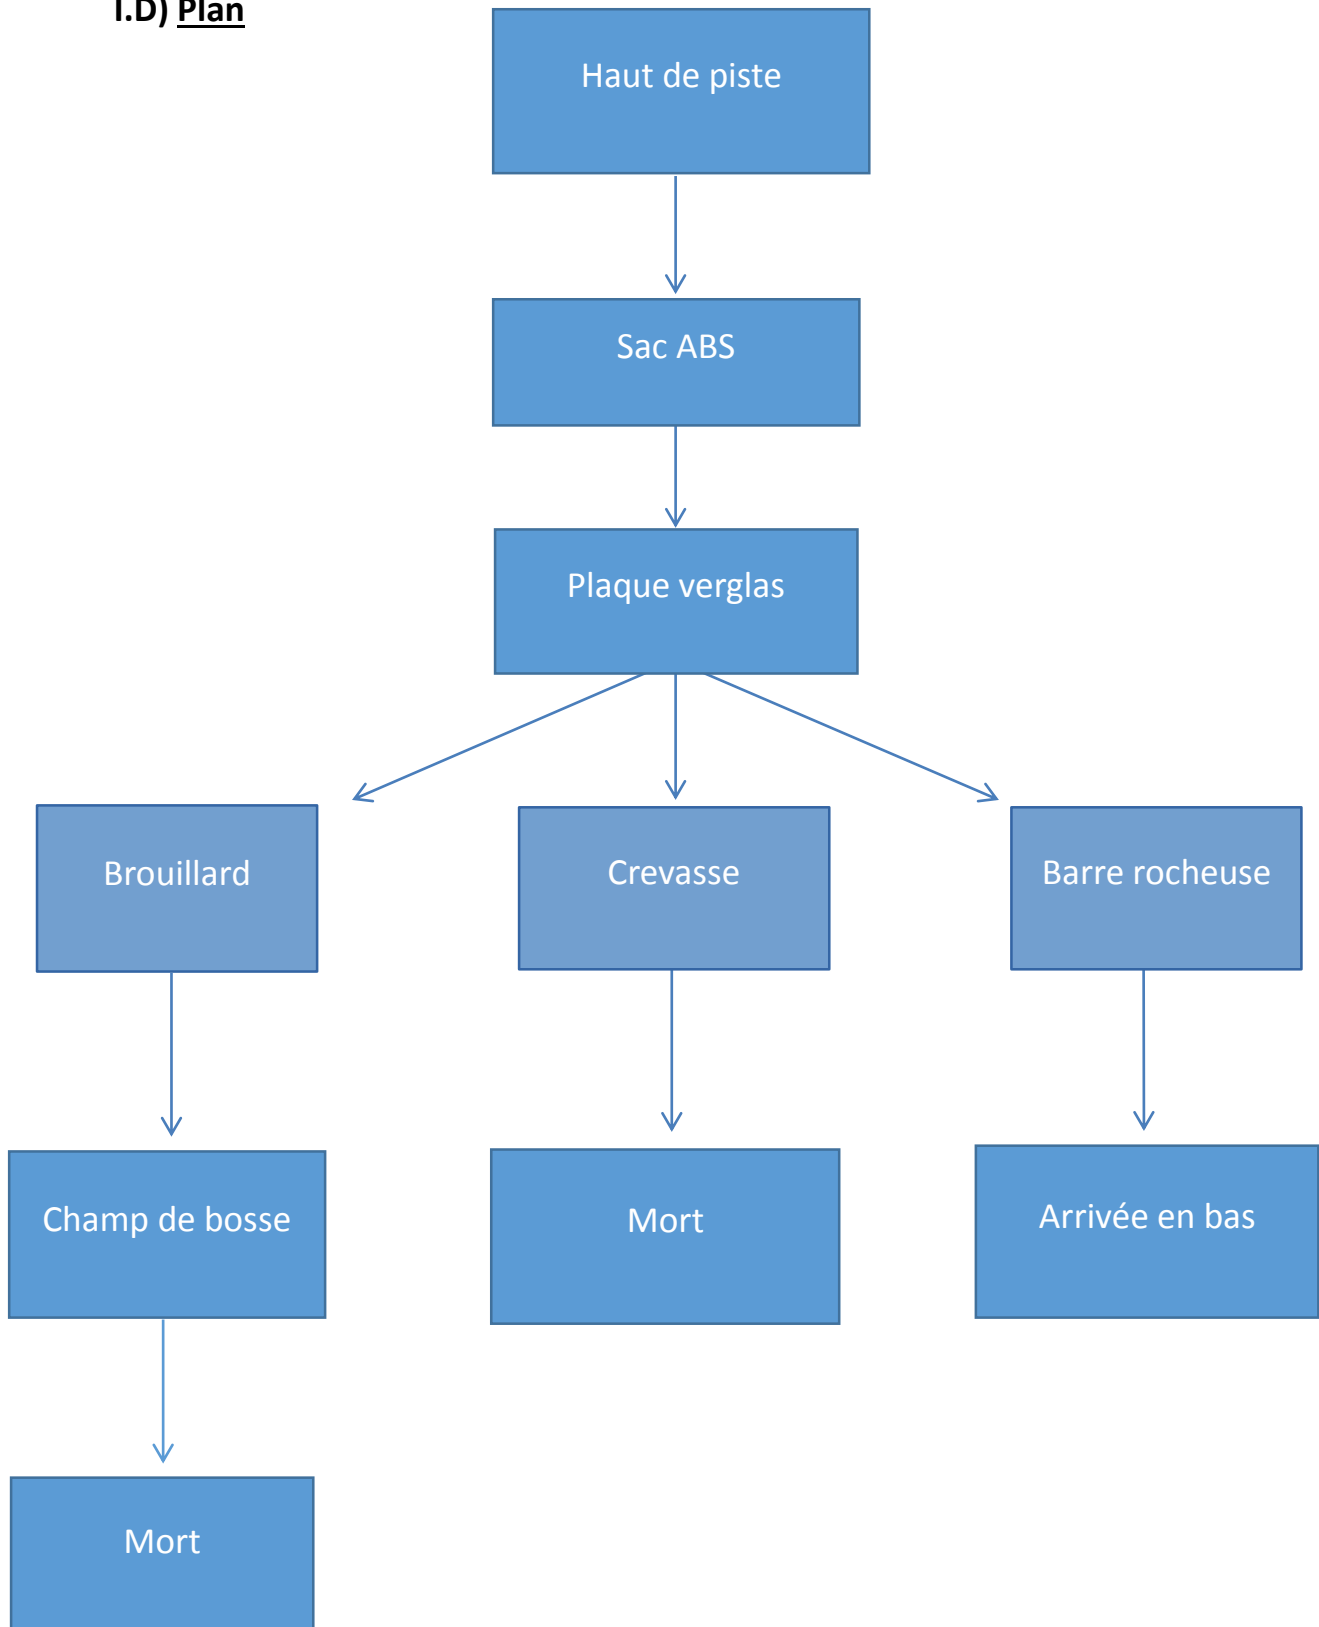 I.D) Plan
Haut de piste
Sac ABS
Plaque verglas
Brouillard
Crevasse
Barre rocheuse
Champ de bosse
Mort
Arrivée en bas
Mort